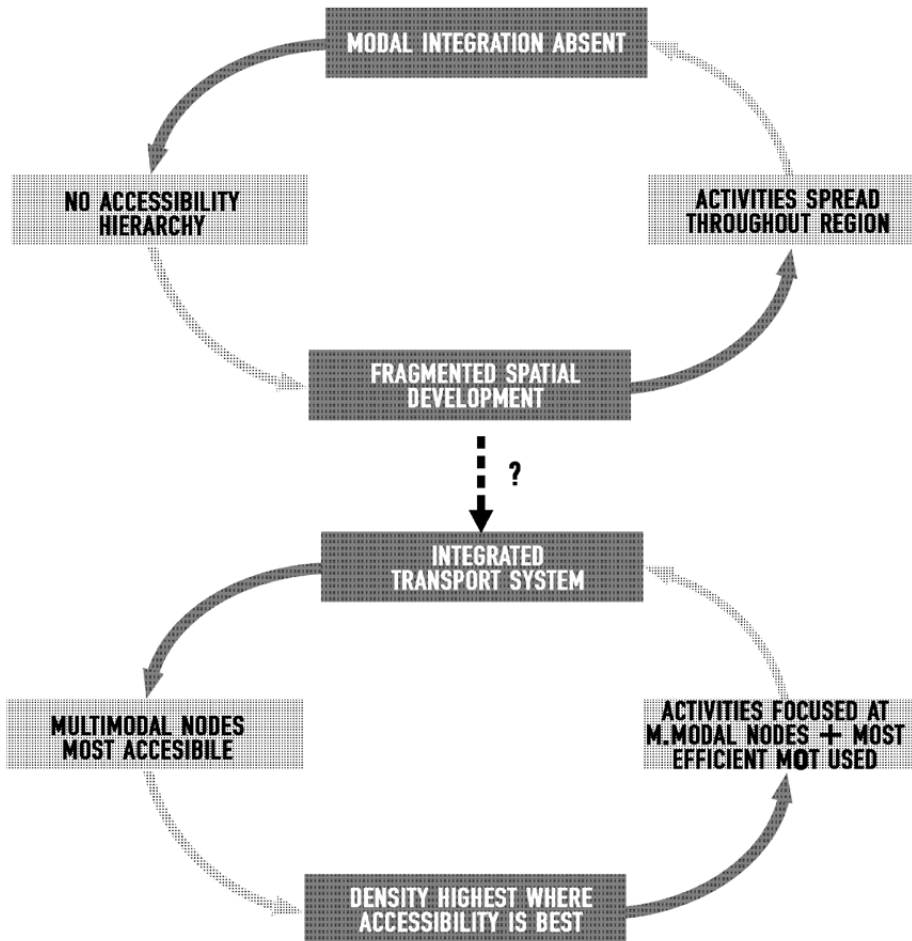 MODAL INTEGRATION ABSENT
NO ACCESSIBILITY
HIERARCHY
ACTIVITIES SPREAD
THROUGHOUT REGION
FRAGMENTED SPATIAL
DEVELOPMENT
?
INTEGRATED
TRANSPORT SYSTEM
MULTIMODAL NODES
MOST ACCESIBILE
ACTIVITIES FOCUSED AT
M.MODAL NODES + MOST
EFFICIENT MOT USED
DENSITY HIGHEST WHERE
ACCESSIBILITY IS BEST